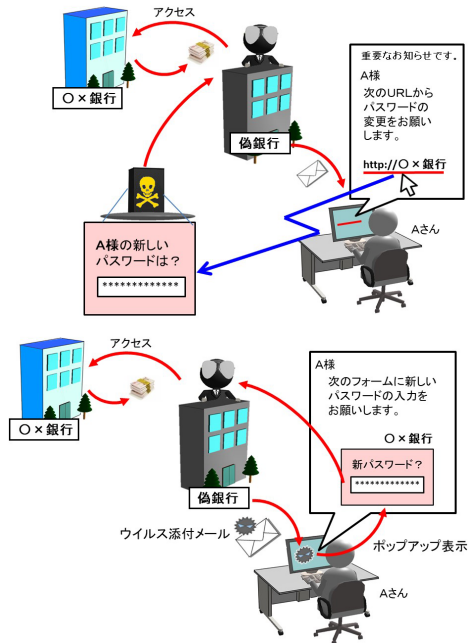 アクセス
〇×銀行
偽銀行
重要なお知らせです。
A様
次のURLから
パスワードの
変更をお願い
します。
http://〇×銀行
Aさん
A様の新しい
パスワードは？
*************
アクセス
〇×銀行
偽銀行
A様
次のフォームに新しい
パスワードの入力を
お願いします。
〇×銀行
新パスワード？
************
ウイルス添付メール
ポップアップ表示
Aさん